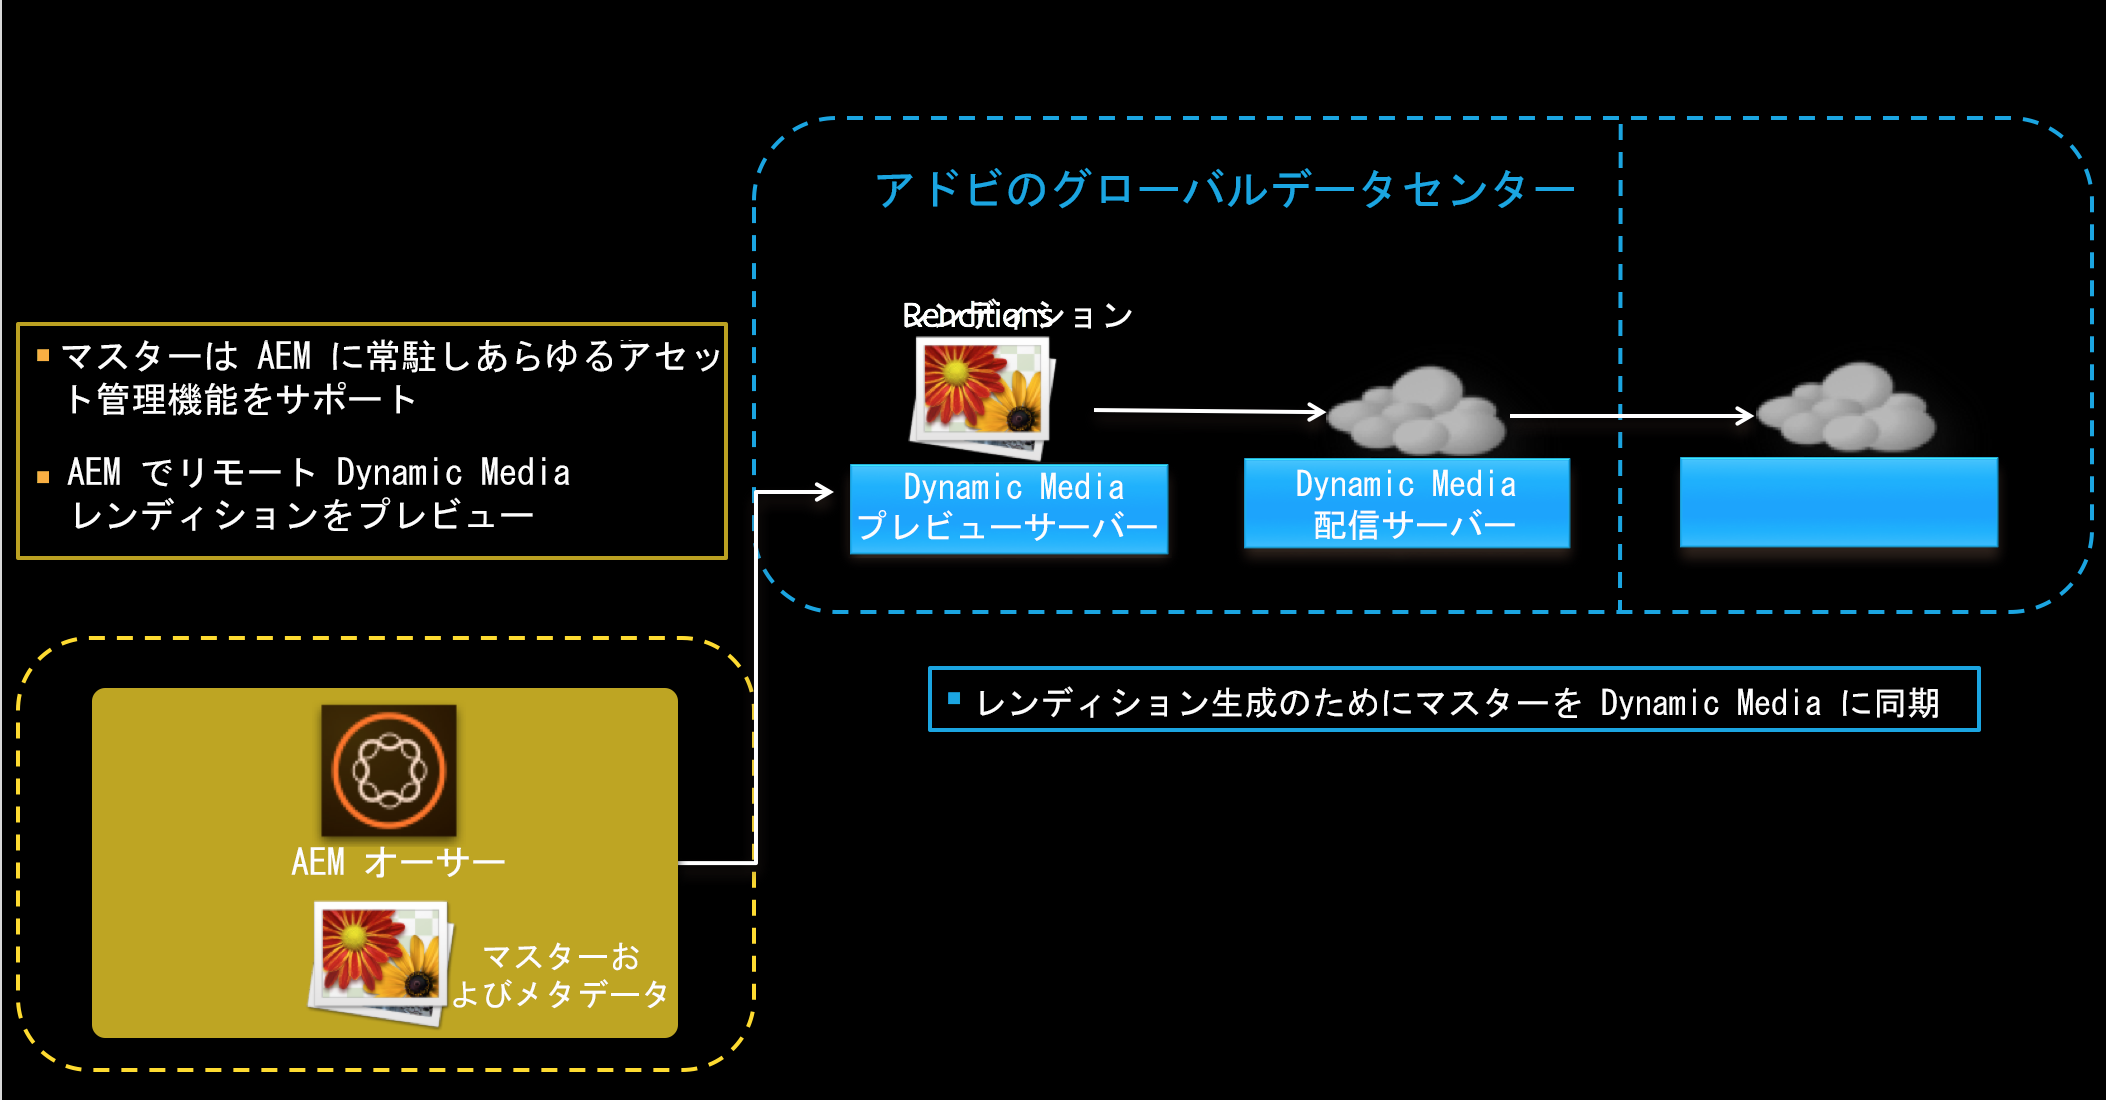 アドビのグローバルデータセンター
Renditions
レンディション
マスターは AEM に常駐しあらゆるアセッ
ト管理機能をサポート
AEM でリモート Dynamic Media
レンディションをプレビュー
Dynamic Media
プレビューサーバー
Dynamic Media
配信サーバー
レンディション生成のためにマスターを Dynamic Media に同期
AEM オーサー
マスターお
よびメタデータ